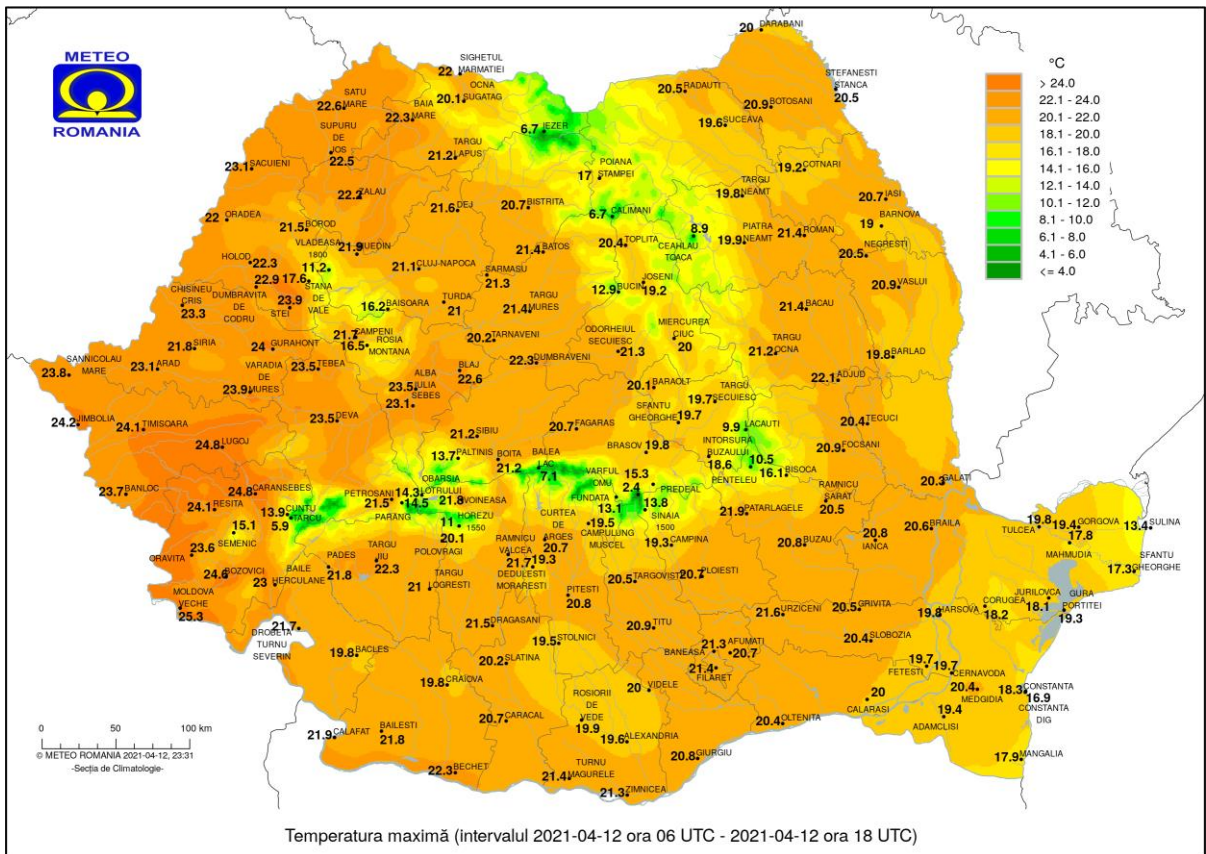 METEO
ROMANIA
°C
> 24.0
22.1 - 24.0
20.1 - 22.0
18.1 - 20.0
16.1 - 18.0
14.1 - 16.0
12.1 - 14.0
10.1 - 12.0
8.1 - 10.0
6.1 - 8.0
4.1 - 6.0
<= 4.0
20 DARABANI
SIGHETUL
22 MARMATIEI
OCNA
20.1 SUGATAG
SATU
22.6 MARE
BAIA
22.3 MARE
20.5 RADAUTI
STEFANESTI
STANCA
20.5
20.9 BOTOSANI
19.6 SUCEAVA
6.7 IEZER
SUPURU
DE
JOS
22.5
TARGU
21.2 LAPUS
23.1 SACUIENI
POIANA
17 STAMPEI
19.2 COTNARI
22.2 ZALAU
TARGU
19.8 NEAMT
20.7 IASI
21.6 DEJ
20.7 BISTRITA
6.7 CALIMANI
22 ORADEA
21.5 BOROD
BARNOVA
19
8.9
CEAHLAU
TOACA
PIATRA
19.9 NEAMT
21.4 ROMAN
20.5 NEGRESTI
VLADEASA
1800
11.2
21.9 HUEDIN
21.4 BATOS
20.4 TOPLITA
HOLOD
22.3
21.1 CLUJ-NAPOCA
SARMASU
21.3
17.6
STANA
DE
VALE
22.9
DUMBRAVITA
DE
CODRU
JOSENI
19.2
12.9 BUCIN
20.9 VASLUI
CHISINEU
CRIS
23.3
23.9
STEI
16.2 BAISOARA
TURDA
21
TARGU
21.4 MURES
21.4 BACAU
21.7 CAMPENI
16.5 ROSIA
MONTANA
20.2 TARNAVENI
ODORHEIUL
SECUIESC
21.3
MIERCUREA
CIUC
20
21.8 SIRIA
24 GURAHONT
TARGU
21.2 OCNA
19.8 BARLAD
SANNICOLAU
MARE
23.8
23.1 ARAD
VARADIA
DE
23.9 MURES
23.5 TEBEA
ALBA
23.5 IULIA
SEBES
23.1
BLAJ
22.6
22.3 DUMBRAVENI
22.1 ADJUD
20.1 BARAOLT
TARGU
19.7 SECUIESC
SFANTU
GHEORGHE
19.7
24.2 JIMBOLIA
24.1 TIMISOARA
23.5 DEVA
20.7 FAGARAS
9.9 LACAUTI
20.4 TECUCI
24.8 LUGOJ
21.2 SIBIU
BRASOV 19.8
INTORSURA
BUZAULUI
18.6
20.9 FOCSANI
13.7 PALTINIS
BOITA
21.2
BALEA
LAC
7.1
10.5
PENTELEU
16.1 BISOCA
23.7 BANLOC
24.8 CARANSEBES
OBARSIA
14.3 LOTRULUI
PETROSANI
21.5
14.5
PARANG
21.8 VOINEASA
VARFUL
OMU
2.4
15.3
PREDEAL
RAMNICU
SARAT
20.5
GALATI
20.3
24.1 RESITA
13.9 CUNTU
5.9 TARCU
15.1
SEMENIC
11 HOREZU
1550
20.1
POLOVRAGI
CURTEA
DE
ARGES
20.7
FUNDATA
13.1
13.8
SINAIA
1500
19.5
CAMPULUNG
MUSCEL
21.9 PATARLAGELE
20.6 BRAILA
19.8
TULCEA
19.4 GORGOVA
17.8
MAHMUDIA
13.4 SULINA
23.6
ORAVITA
TARGU
JIU
22.3
RAMNICU
VALCEA
21.7
19.3
DEDULESTI
MORARESTI
19.3 CAMPINA
20.8 BUZAU
20.8
IANCA
SFANTU
17.3 GHEORGHE
24.6 BOZOVICI
23
BAILE
HERCULANE
PADES
21.8
TARGU
21 LOGRESTI
20.5 TARGOVISTE
20.7 PLOIESTI
MOLDOVA
VECHE
25.3
PITESTI
20.8
21.6 URZICENI
20.5 GRIVITA
19.8 HARSOVA
CORUGEA
18.2
JURILOVCA
18.1
GURA
PORTITEI
19.3
21.7
DROBETA
TURNU
SEVERIN
21.5 DRAGASANI
19.5 STOLNICI
20.9 TITU
20.4 SLOBOZIA
19.8 BACLES
20.2 SLATINA
BANEASA
21.3 AFUMATI
20.7
21.4
FILARET
19.7
FETESTI
19.7
CERNAVODA
19.8 CRAIOVA
ROSIORII
DE
VEDE
19.9
20 VIDELE
20
CALARASI
20.4
MEDGIDIA
18.3 CONSTANTA
16.9
CONSTANTA
DIG
19.4
ADAMCLISI
20.7 CARACAL
20.4 OLTENITA
21.9 CALAFAT
BAILESTI
21.8
19.6 ALEXANDRIA
20.8 GIURGIU
17.9 MANGALIA
22.3 BECHET
TURNU
21.4 MAGURELE
21.3 ZIMNICEA
0 50 100 km
© METEO ROMANIA 2021-04-12, 23:31
-Secția de Climatologie-
Temperatura maximă (intervalul 2021-04-12 ora 06 UTC - 2021-04-12 ora 18 UTC)